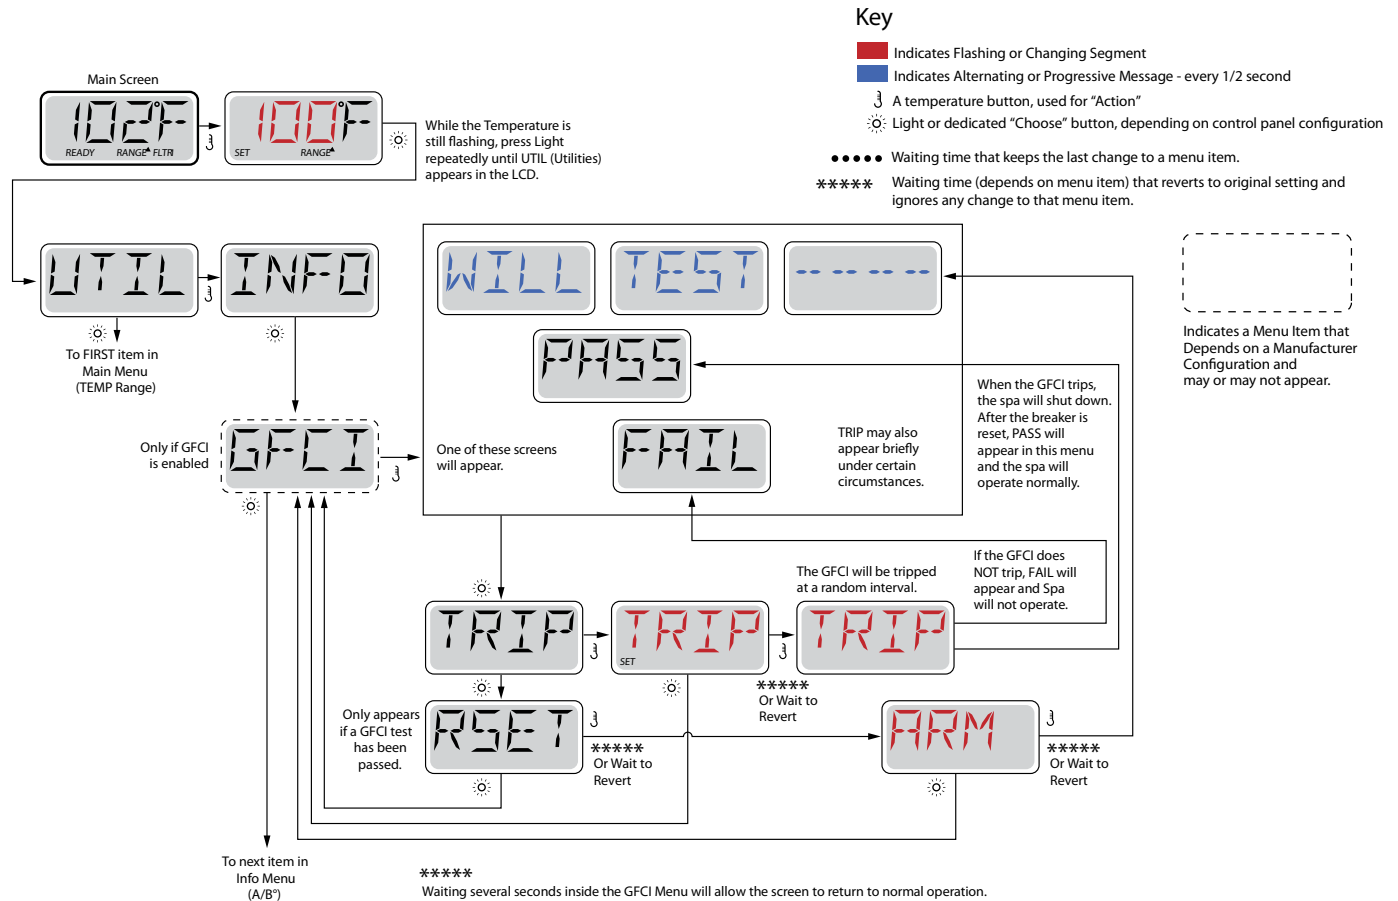 Key
Indicates Flashing or Changing Segment
Indicates Alternating or Progressive Message - every 1/2 second
A temperature button, used for “Action”
Light or dedicated “Choose” button, depending on control panel configuration
Waiting time that keeps the last change to a menu item.
***** Waiting time (depends on menu item) that reverts to original setting and
ignores any change to that menu item.
Main Screen
102°F
READY RANGE FLTR
100°F
SET RANGE
While the Temperature is
still flashing, press Light
repeatedly until UTIL (Utilities)
appears in the LCD.
UTIL
INFO
WILL
TEST
-- -- -- -- --
Indicates a Menu Item that
Depends on a Manufacturer
Configuration and
may or may not appear.
To FIRST item in
Main Menu
(TEMP Range)
PASS
When the GFCI trips,
the spa will shut down.
After the breaker is
reset, PASS will
appear in this menu
and the spa will
operate normally.
Only if GFCI
is enabled
GFCI
One of these screens
will appear.
FAIL
TRIP may also
appear briefly
under certain
circumstances.
If the GFCI does
NOT trip, FAIL will
appear and Spa
will not operate.
The GFCI will be tripped
at a random interval.
TRIP
TRIP
SET
TRIP
*****
Or Wait to
Revert
Only appears
if a GFCI test
has been
passed.
RSET
*****
Or Wait to
Revert
ARM
*****
Or Wait to
Revert
To next item in
Info Menu
(A/B°)
*****
Waiting several seconds inside the GFCI Menu will allow the screen to return to normal operation.